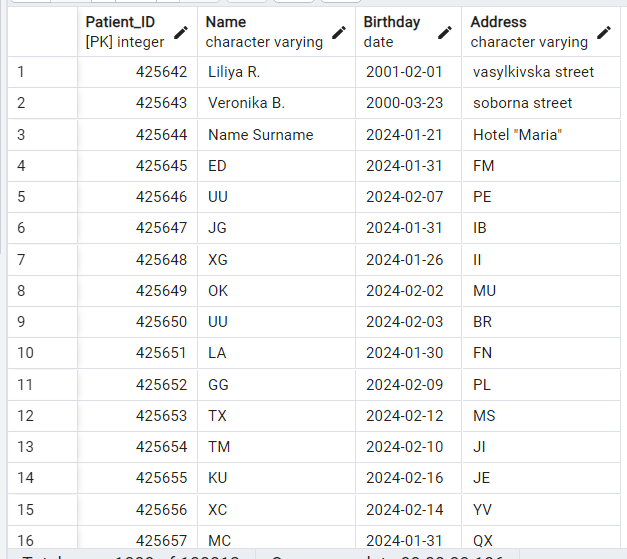 Patient_ID Name Birthday Address
[PK] integer character varying date character varying
1 425642 Liliya R. 2001-02-01 vasylkivska street
2 425643 Veronika B. 2000-03-23 soborna street
3 425644 Name Surname 2024-01-21 Hotel "Maria"
4 425645 ED 2024-01-31 FM
5 425646 UU 2024-02-07 PE
6 425647 JG 2024-01-31 IB
7 425648 XG 2024-01-26 II
8 425649 OK 2024-02-02 MU
9 425650 UU 2024-02-03 BR
10 425651 LA 2024-01-30 FN
11 425652 GG 2024-02-09 PL
12 425653 TX 2024-02-12 MS
13 425654 TM 2024-02-10 JI
14 425655 KU 2024-02-16 JE
15 425656 XC 2024-02-14 YV
16 425657 MC 2024-01-31 QX